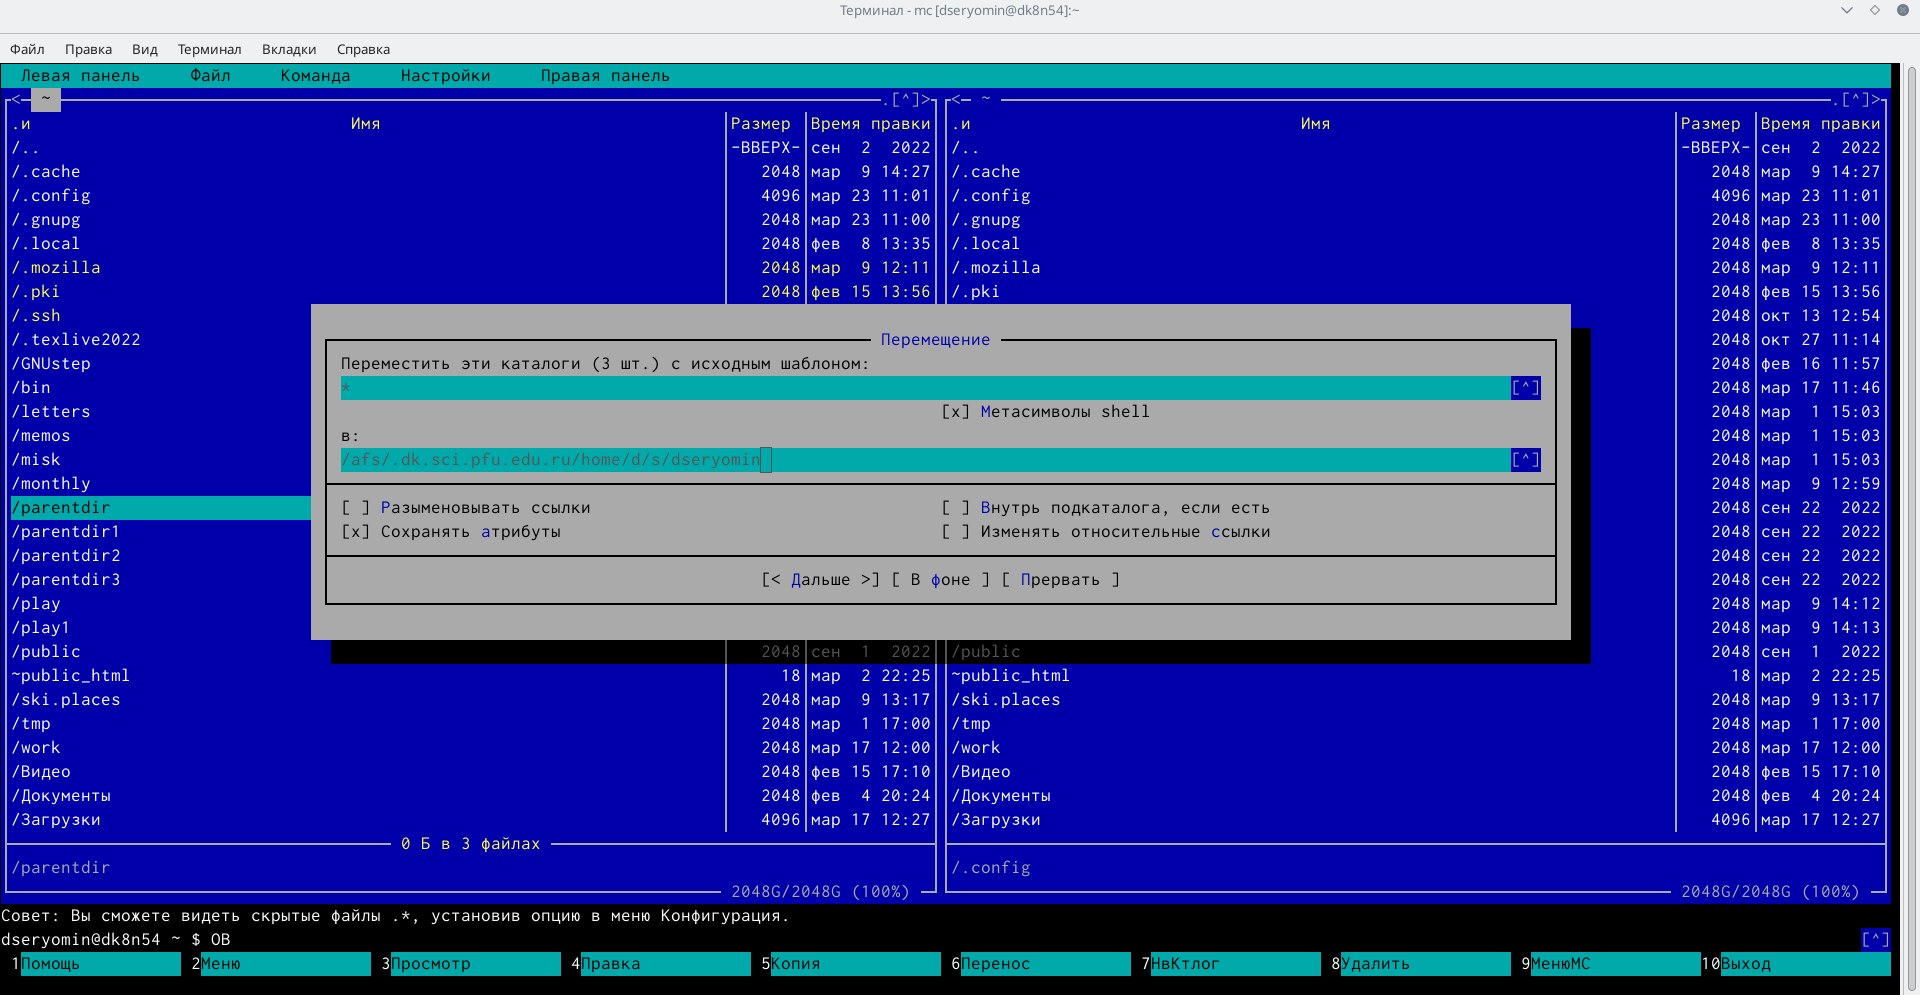 Терминал - mc [dseryomin@dk8n54]:~
Файл Правка Вид Терминал Вкладки Справка
Левая панель Файл Команда Настройки Правая панель
<─ ~ .[^]> <─ ~ .[^]>
.и Имя Размер Время правки .и Имя Размер Время правки
/.. -ВВЕРХ- сен 2 2022 /.. -ВВЕРХ- сен 2 2022
/.cache 2048 мар 9 14:27 /.cache 2048 мар 9 14:27
/.config 4096 мар 23 11:01 /.config 4096 мар 23 11:01
/.gnupg 2048 мар 23 11:00 /.gnupg 2048 мар 23 11:00
/.local 2048 фев 8 13:35 /.local 2048 фев 8 13:35
/.mozilla 2048 мар 9 12:11 /.mozilla 2048 мар 9 12:11
/.pki 2048 фев 15 13:56 /.pki 2048 фев 15 13:56
/.ssh 2048 окт 13 12:54
/.texlive2022 Перемещение 2048 окт 27 11:14
/GNUstep Переместить эти каталоги (3 шт.) с исходным шаблоном: 2048 фев 16 11:57
/bin * [^] 2048 мар 17 11:46
/letters [x] Метасимволы shell 2048 мар 1 15:03
/memos в: 2048 мар 1 15:03
/misk /afs/.dk.sci.pfu.edu.ru/home/d/s/dseryomin [^] 2048 мар 1 15:03
/monthly 2048 мар 9 12:59
/parentdir [ ] Разыменовывать ссылки [ ] Внутрь подкаталога, если есть 2048 сен 22 2022
/parentdir1 [x] Сохранять атрибуты [ ] Изменять относительные ссылки 2048 сен 22 2022
/parentdir2 2048 сен 22 2022
/parentdir3 [< Дальше >] [ В фоне ] [ Прервать ] 2048 сен 22 2022
/play 2048 мар 9 14:12
/play1 2048 мар 9 14:13
/public 2048 сен 1 2022 /public 2048 сен 1 2022
~public_html 18 мар 2 22:25 ~public_html 18 мар 2 22:25
/ski.places 2048 мар 9 13:17 /ski.places 2048 мар 9 13:17
/tmp 2048 мар 1 17:00 /tmp 2048 мар 1 17:00
/work 2048 мар 17 12:00 /work 2048 мар 17 12:00
/Видео 2048 фев 15 17:10 /Видео 2048 фев 15 17:10
/Документы 2048 фев 4 20:24 /Документы 2048 фев 4 20:24
/Загрузки 4096 мар 17 12:27 /Загрузки 4096 мар 17 12:27
0 Б в 3 файлах
/parentdir /.config
2048G/2048G (100%) 2048G/2048G (100%)
Совет: Вы сможете видеть скрытые файлы .*, установив опцию в меню Конфигурация.
dseryomin@dk8n54 ~ $ OB [^]
1Помощь 2Меню 3Просмотр 4Правка 5Копия 6Перенос 7НвКтлог 8Удалить 9МенюMC 10Выход